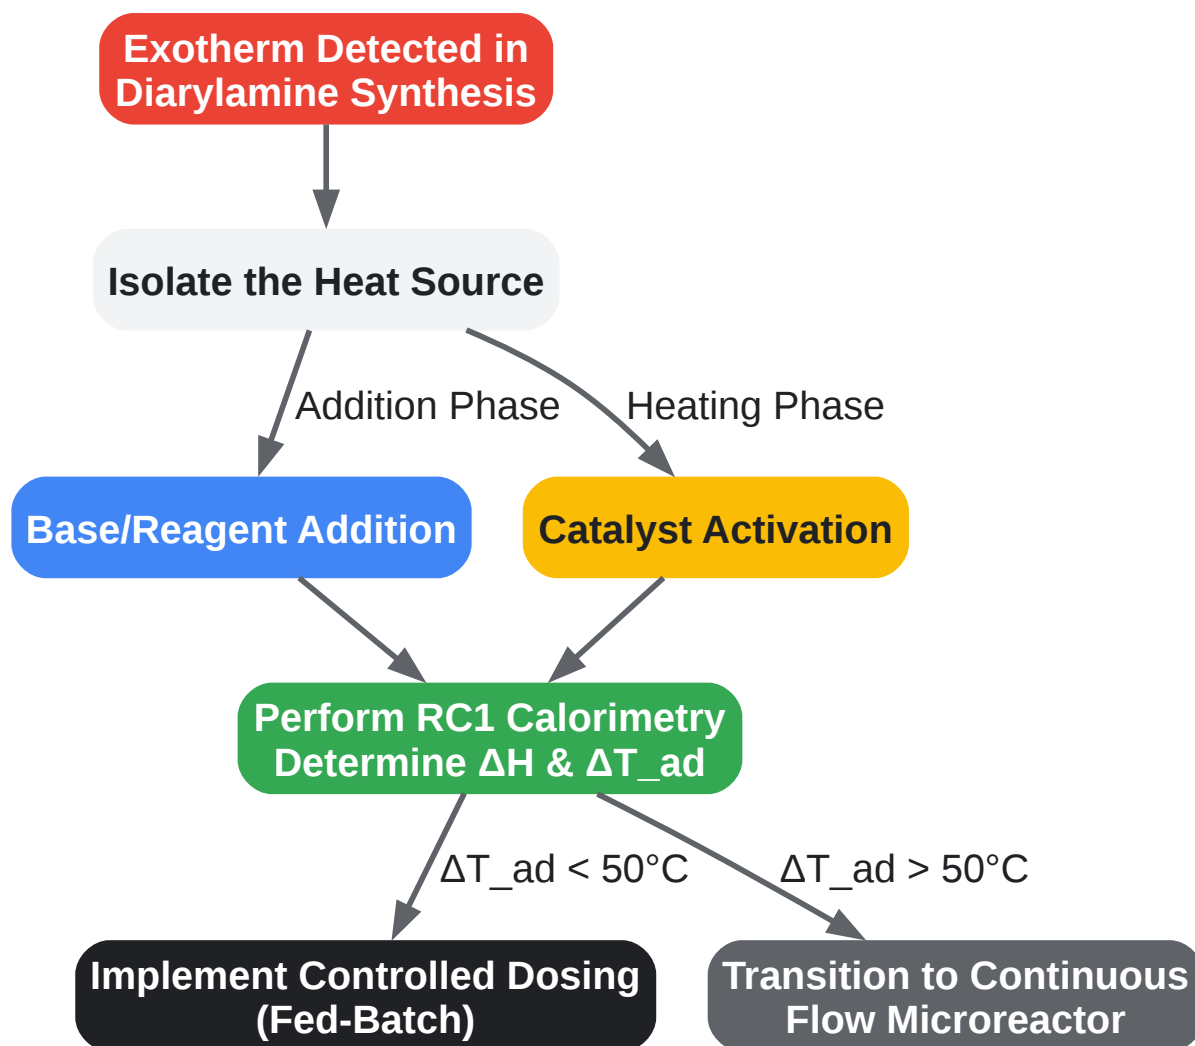 Exotherm Detected in
Diarylamine Synthesis
Isolate the Heat Source
Addition Phase
Heating Phase
Base/Reagent Addition
Catalyst Activation
Perform RC1 Calorimetry
Determine ΔH & ΔT_ad
ΔT_ad < 50°C
ΔT_ad > 50°C
Implement Controlled Dosing
(Fed-Batch)
Transition to Continuous
Flow Microreactor